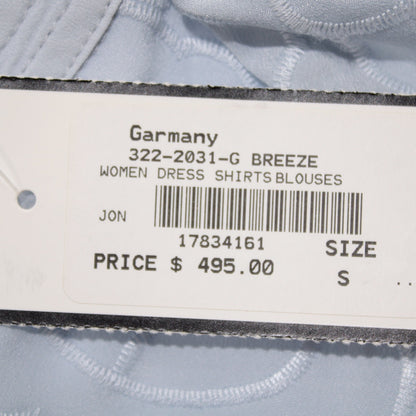 Garmany
322-2031-G BREEZE
WOMEN DRESS SHIRTS BLOUSES
JON
17834161
SIZE
PRICE $ 495.00
S